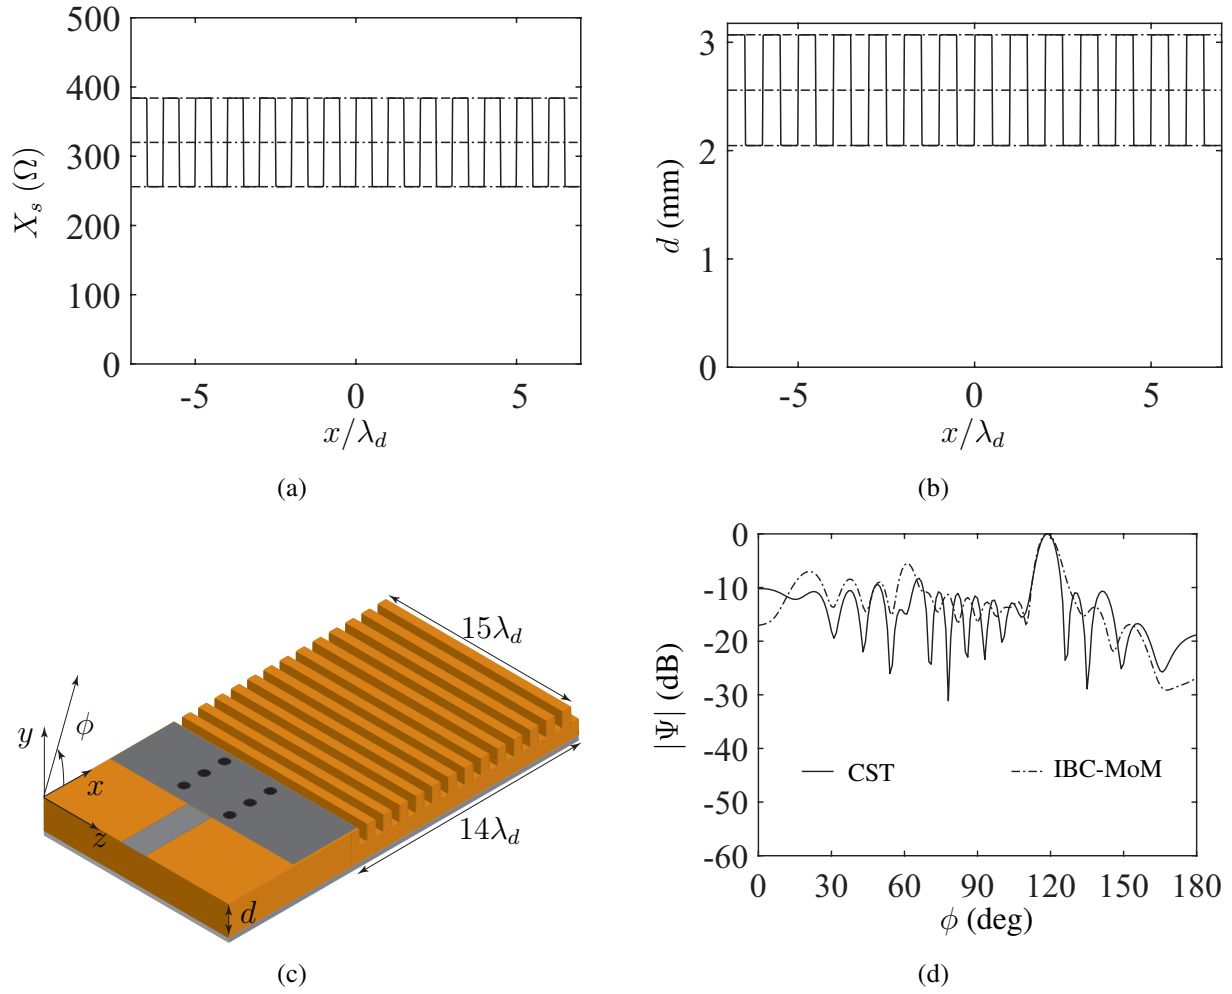 500
400
300
200
100
0
-5 0 5
X_s (Ω)
x/λ_d
(a)
3
2
1
0
-5 0 5
d (mm)
x/λ_d
(b)
15λ_d
14λ_d
y
ϕ
x
z
d
(c)
0
-10
-20
-30
-40
-50
-60
0 30 60 90 120 150 180
|Ψ| (dB)
CST
IBC-MoM
ϕ (deg)
(d)